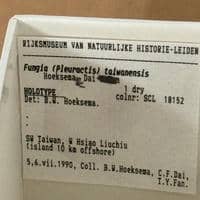 RIJKSMUSEUM VAN NATUURLIJKE HISTORIE-LEIDEN
Fungia (Pleuractis) taiwanensis
Hoeksema, Dai
HOLOTYPE 1 dry
Det: B.W. Hoeksema. colnr: SCL 18152
SW Taiwan, W Hsiao Liuchiu
(island 10 km offshore)
5,6.vii.1990, Coll. B.W.Hoeksema, C.F.Dai,
T.Y.Fan.